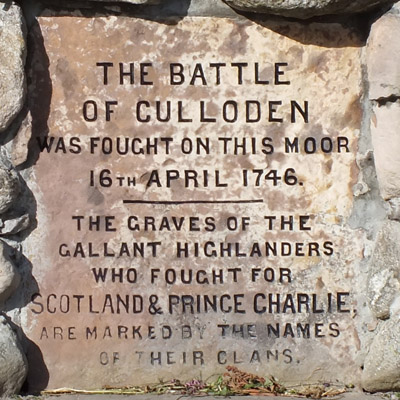 THE BATTLE
OF CULLODEN
WAS FOUGHT ON THIS MOOR
16TH APRIL 1746.
THE GRAVES OF THE
GALLANT HIGHLANDERS
WHO FOUGHT FOR
SCOTLAND & PRINCE CHARLIE,
ARE MARKED BY THE NAMES
OF THEIR CLANS.